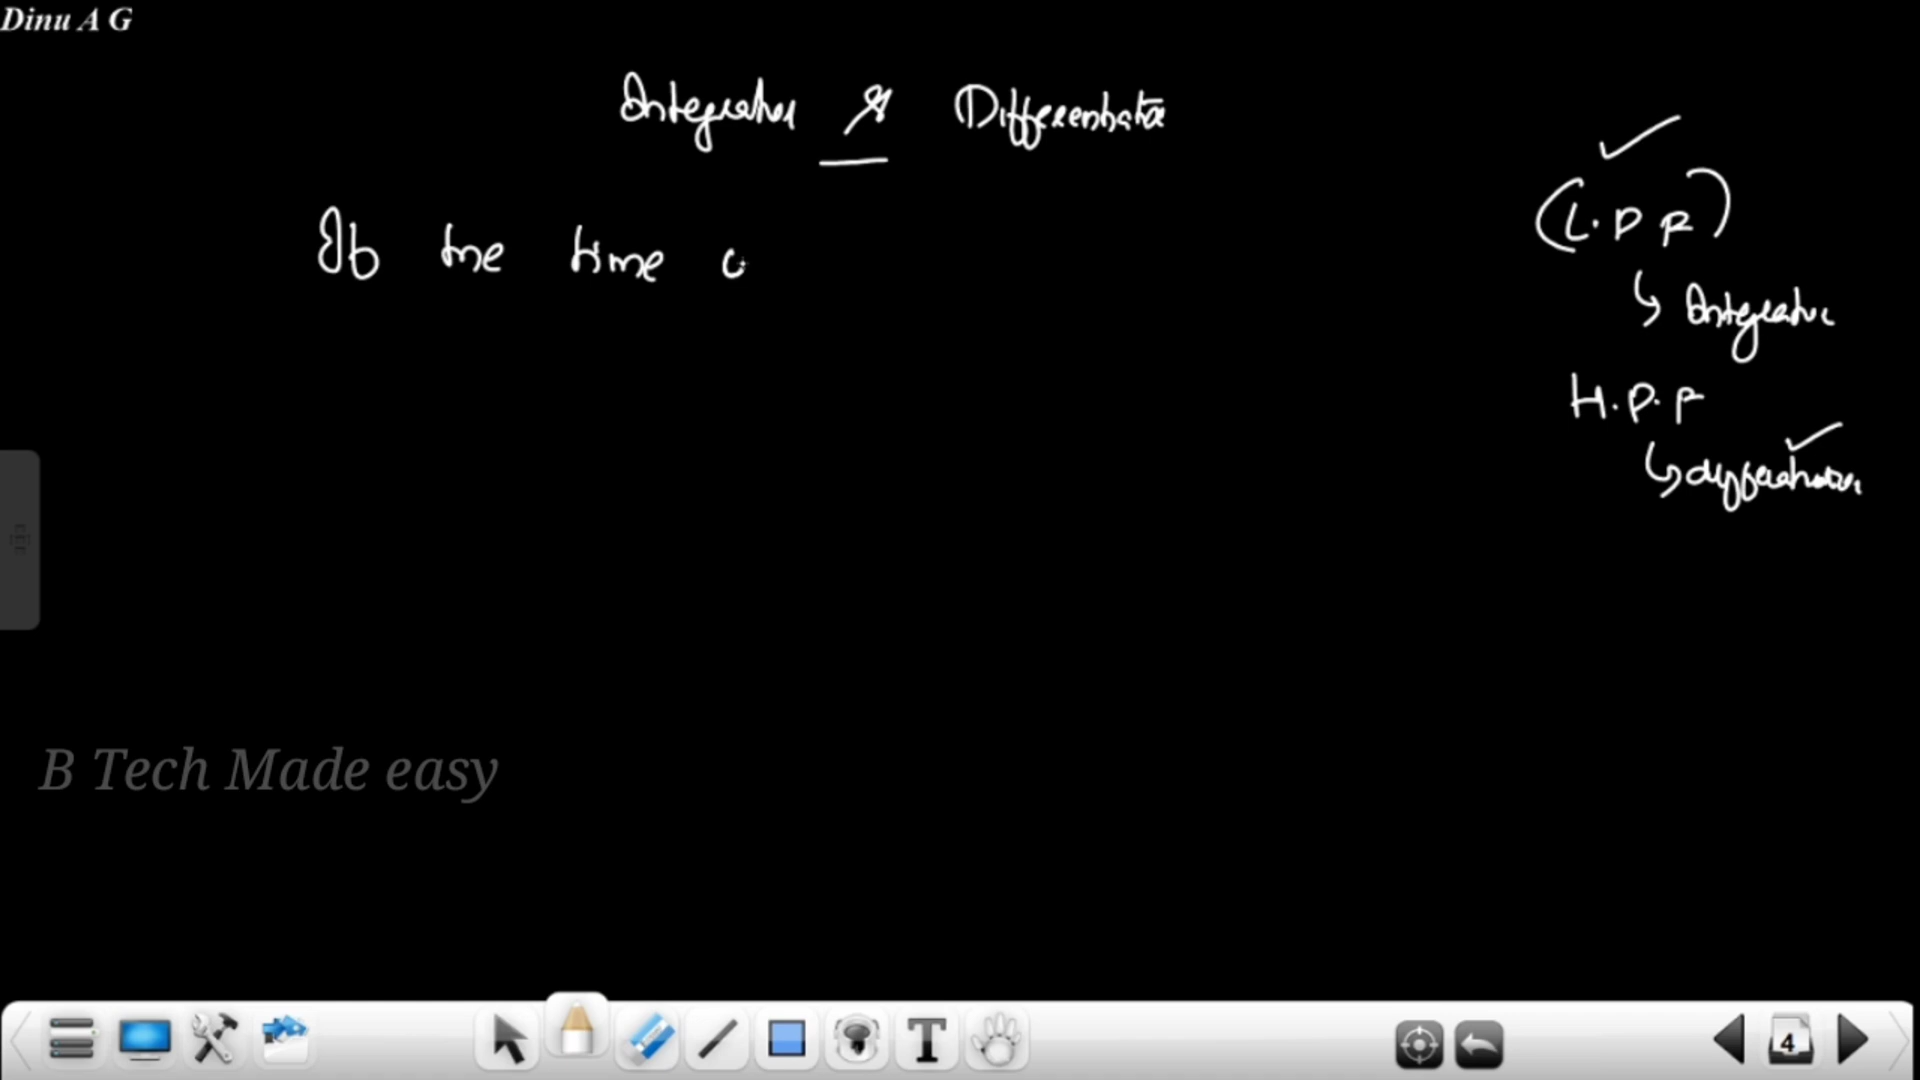 Dinu A G
Integrator & Differentiator
If the time c
(L.P.F)
↳ Integrator
H.P.F
↳ differentiator
B Tech Made easy
T
4